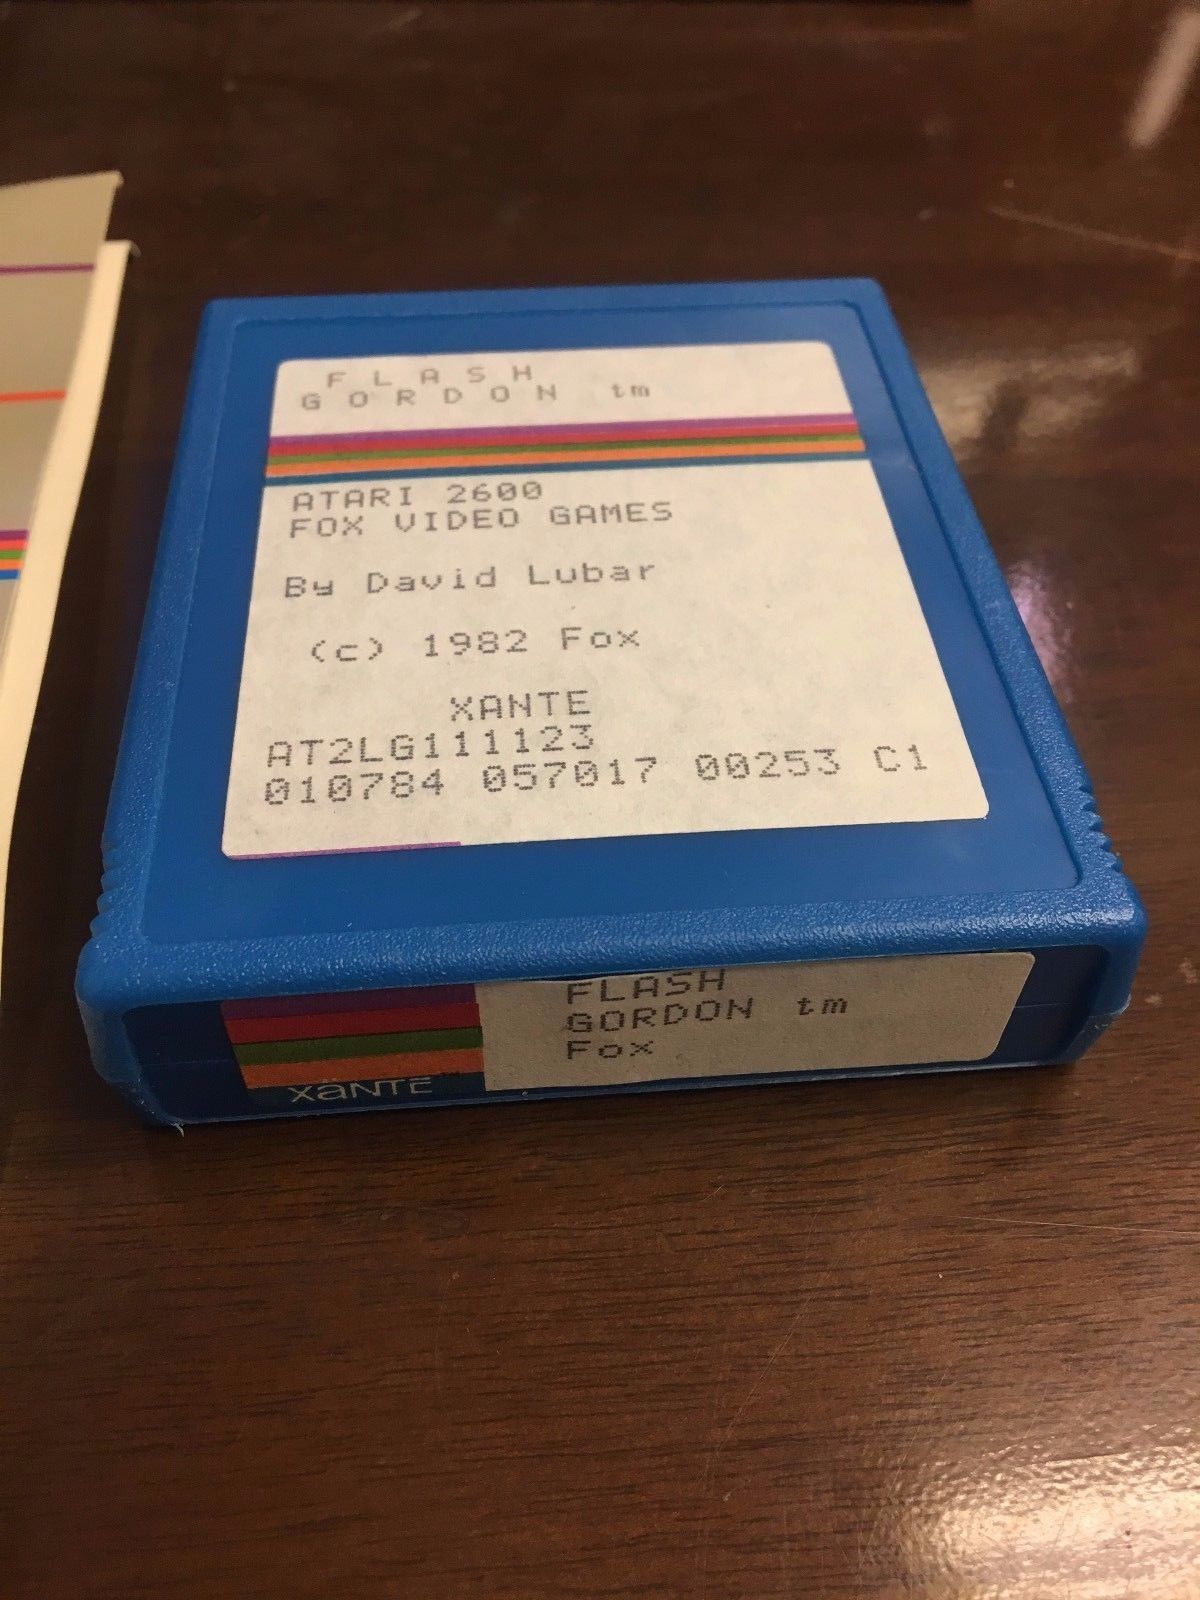 F L A S H
G O R D O N tm
ATARI 2600
FOX VIDEO GAMES
By David Lubar
(c) 1982 Fox
XANTE
AT2LG111123
010784 057017 00253 C1
FLASH
GORDON tm
Fox
xäNTE™